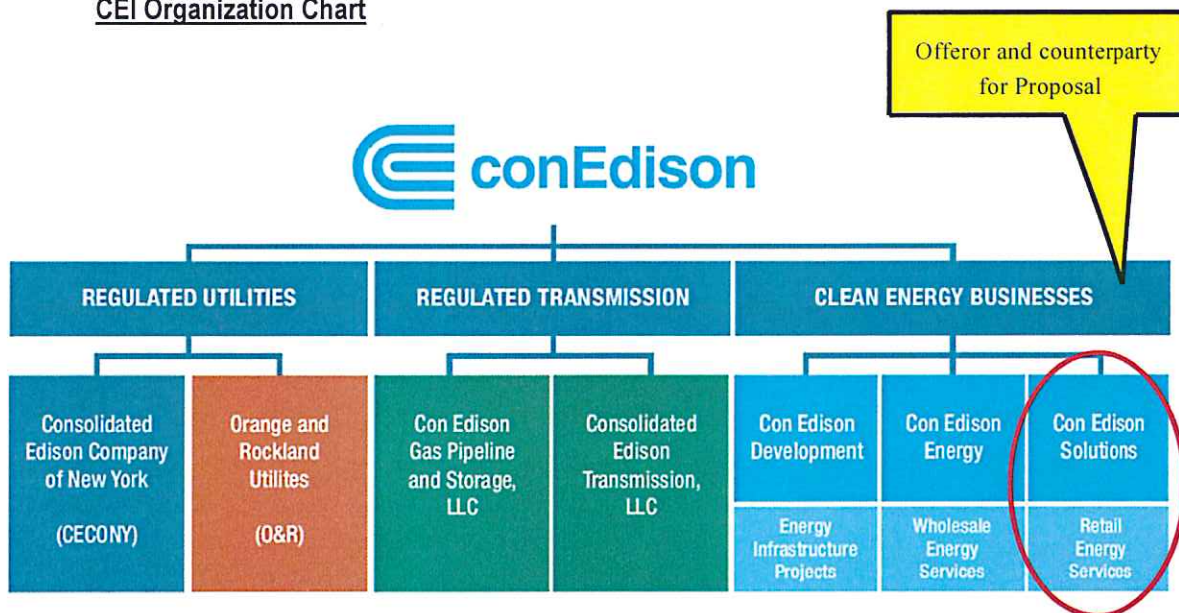 CEI Organization Chart
Offeror and counterparty
for Proposal
conEdison
REGULATED UTILITIES
REGULATED TRANSMISSION
CLEAN ENERGY BUSINESSES
Consolidated
Edison Company
of New York
(CECONY)
Orange and
Rockland
Utilites
(O&R)
Con Edison
Gas Pipeline
and Storage,
LLC
Consolidated
Edison
Transmission,
LLC
Con Edison
Development
Energy
Infrastructure
Projects
Con Edison
Energy
Wholesale
Energy
Services
Con Edison
Solutions
Retail
Energy
Services